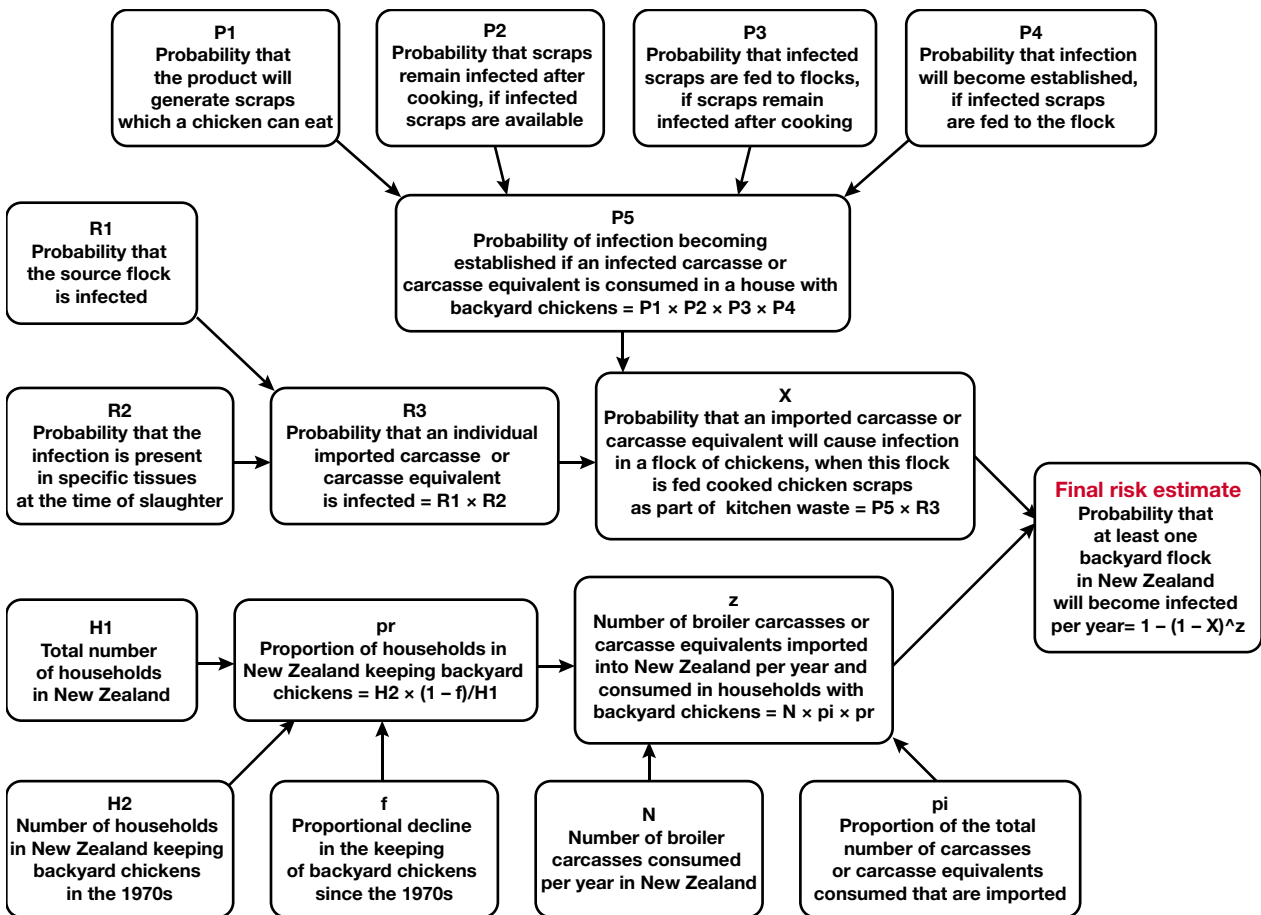 P1
Probability that
the product will
generate scraps
which a chicken can eat
P2
Probability that scraps
remain infected after
cooking, if infected
scraps are available
P3
Probability that infected
scraps are fed to flocks,
if scraps remain
infected after cooking
P4
Probability that infection
will become established,
if infected scraps
are fed to the flock
R1
Probability that
the source flock
is infected
P5
Probability of infection becoming
established if an infected carcasse or
carcasse equivalent is consumed in a house with
backyard chickens = P1 × P2 × P3 × P4
R2
Probability that the
infection is present
in specific tissues
at the time of slaughter
R3
Probability that an individual
imported carcasse or
carcasse equivalent
is infected = R1 × R2
X
Probability that an imported carcasse or
carcasse equivalent will cause infection
in a flock of chickens, when this flock
is fed cooked chicken scraps
as part of kitchen waste = P5 × R3
Final risk estimate
Probability that
at least one
backyard flock
in New Zealand
will become infected
per year= 1 – (1 – X)^z
H1
Total number
of households
in New Zealand
pr
Proportion of households in
New Zealand keeping backyard
chickens = H2 × (1 – f)/H1
z
Number of broiler carcasses or
carcasse equivalents imported
into New Zealand per year and
consumed in households with
backyard chickens = N × pi × pr
H2
Number of households
in New Zealand keeping
backyard chickens
in the 1970s
f
Proportional decline
in the keeping
of backyard chickens
since the 1970s
N
Number of broiler
carcasses consumed
per year in New Zealand
pi
Proportion of the total
number of carcasses
or carcasse equivalents
consumed that are imported